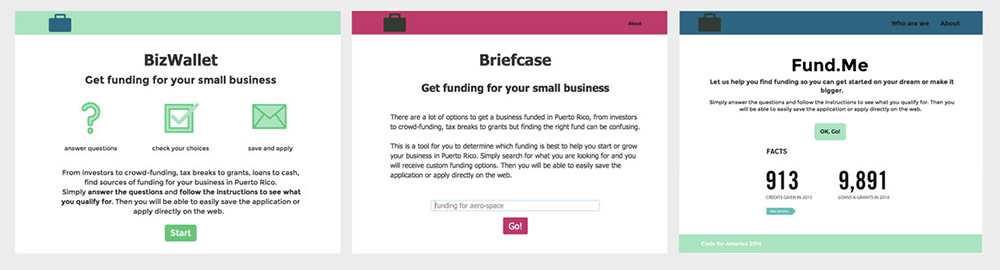 BizWallet
Get funding for your small business
answer questions
check your choices
save and apply
From investors to crowd-funding, tax breaks to grants, loans to cash,
find sources of funding for your business in Puerto Rico.
Simply answer the questions and follow the instructions to see what
you qualify for. Then you will be able to easily save the application or
apply directly on the web.
Start
About
Briefcase
Get funding for your small business
There are a lot of options to get a business funded in Puerto Rico, from investors
to crowd-funding, tax breaks to grants but finding the right fund can be confusing.
This is a tool for you to determine which funding is best to help you start or grow
your business in Puerto Rico. Simply search for what you are looking for and you
will receive custom funding options. Then you will be able to easily save the
application or apply directly on the web.
funding for aero-space
Go!
Who are we
About
Fund.Me
Let us help you find funding so you can get started on your dream or make it
bigger.
Simply answer the questions and follow the instructions to see what you qualify for. Then you
will be able to easily save the application or apply directly on the web.
OK, Go!
FACTS
913
CREDITS GIVEN IN 2013
9,891
LOANS & GRANTS IN 2014
Code for America 2014